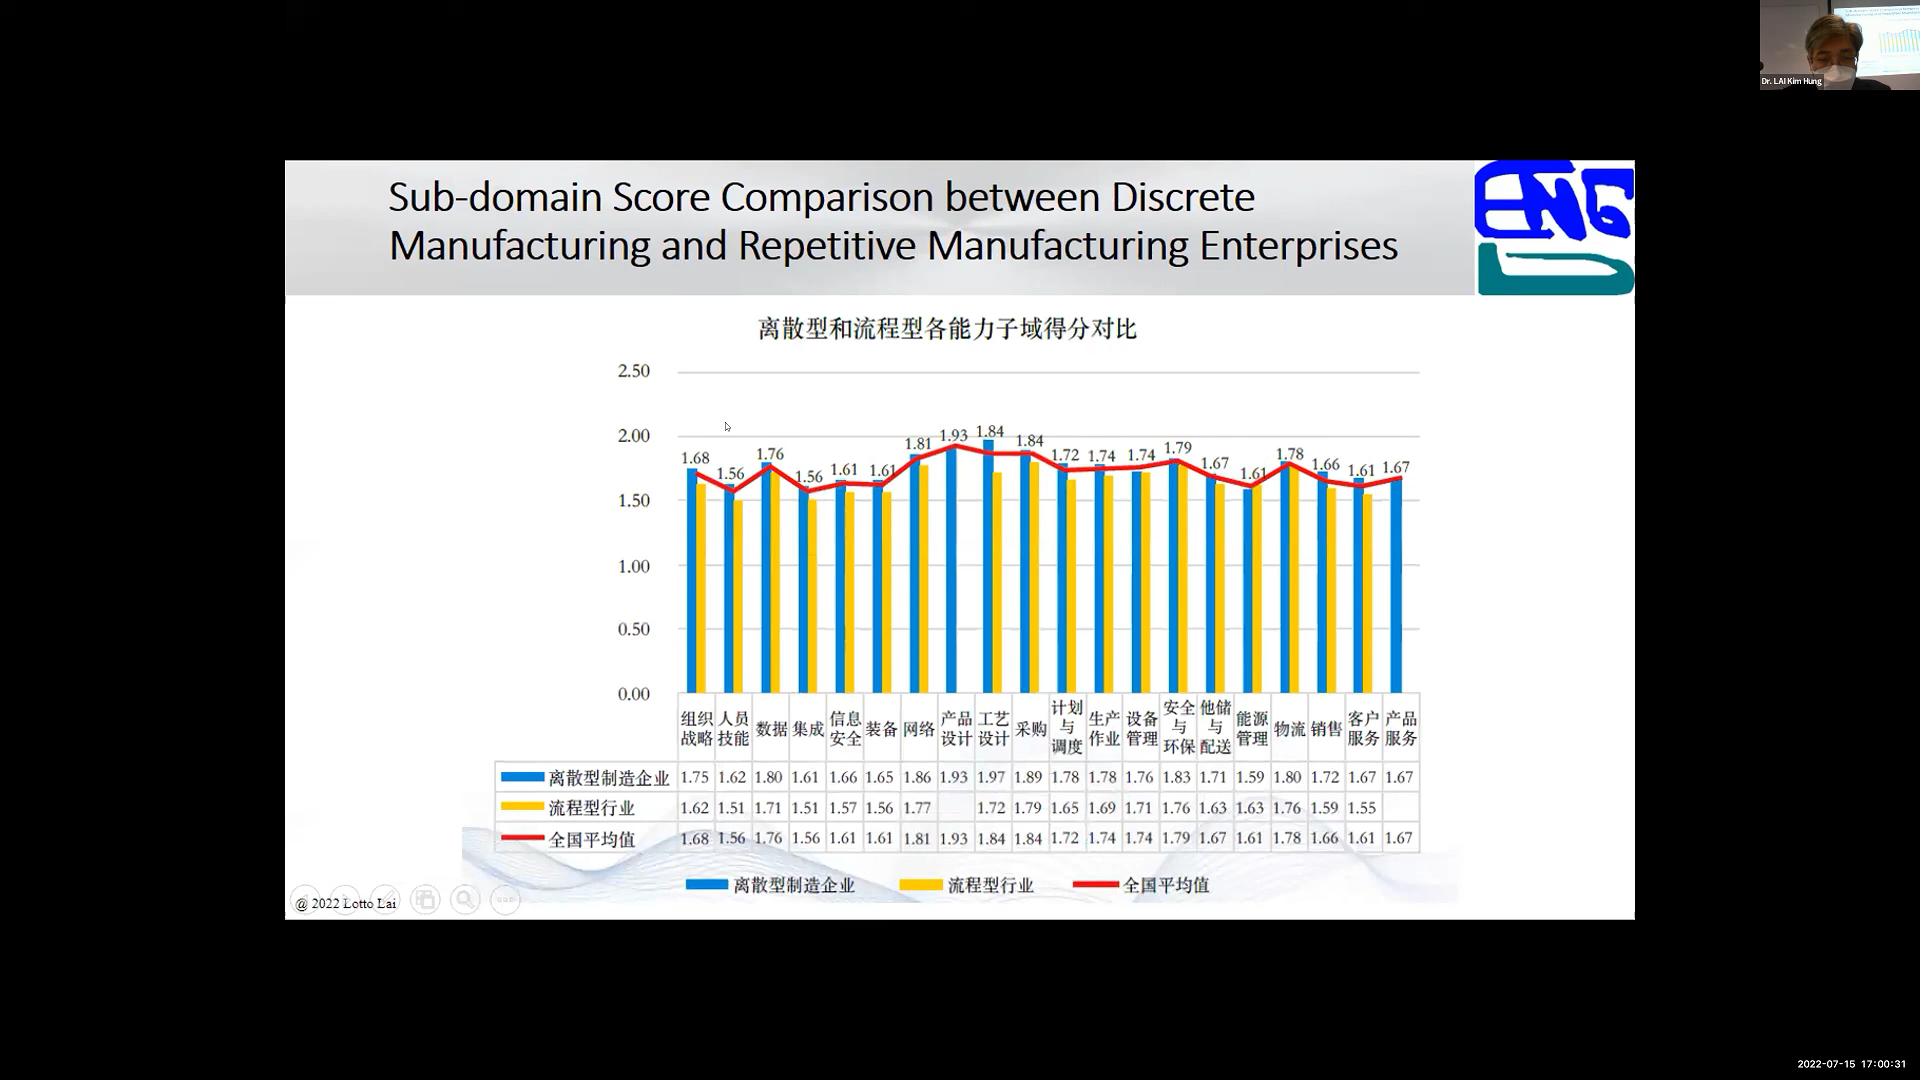 Dr. LAI Kim Hung
Sub-domain Score Comparison between Discrete
Manufacturing and Repetitive Manufacturing Enterprises
ENG
离散型和流程型各能力子域得分对比
2.50
2.00
1.50
1.00
0.50
0.00
1.68 1.56 1.76 1.56 1.61 1.61 1.81 1.93 1.84 1.84 1.72 1.74 1.74 1.79 1.67 1.61 1.78 1.66 1.61 1.67
组织战略 人员技能 数据 集成 信息安全 装备 网络 产品设计 工艺设计 采购 计划与调度 生产作业 设备管理 安全与环保 他储与配送 能源管理 物流 销售 客户服务 产品服务
离散型制造企业 1.75 1.62 1.80 1.61 1.66 1.65 1.86 1.93 1.97 1.89 1.78 1.78 1.76 1.83 1.71 1.59 1.80 1.72 1.67 1.67
流程型行业 1.62 1.51 1.71 1.51 1.57 1.56 1.77 1.72 1.79 1.65 1.69 1.71 1.76 1.63 1.63 1.76 1.59 1.55
全国平均值 1.68 1.56 1.76 1.56 1.61 1.61 1.81 1.93 1.84 1.84 1.72 1.74 1.74 1.79 1.67 1.61 1.78 1.66 1.61 1.67
离散型制造企业 流程型行业 全国平均值
@ 2022 Lotto Lai
2022-07-15 17:00:31